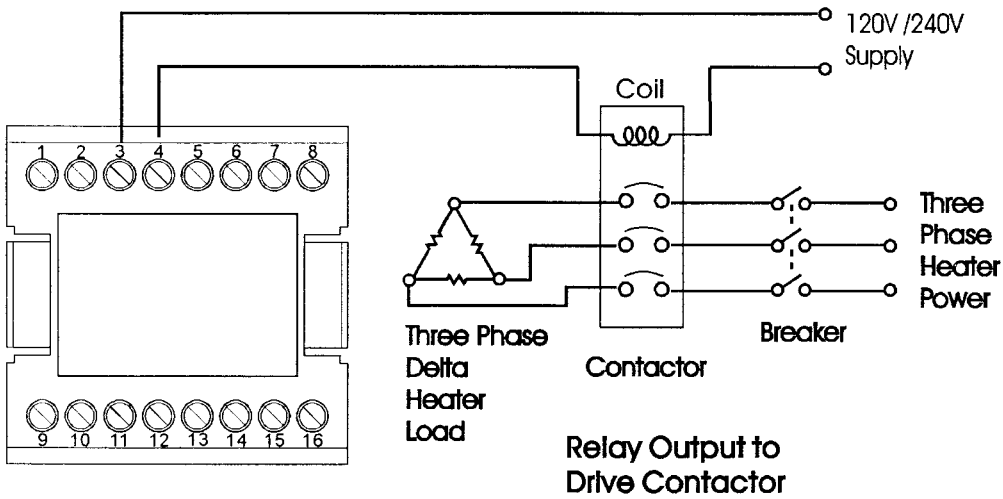 120V /240V
Supply
Coil
1 2 3 4 5 6 7 8
Three
Phase
Heater
Power
Breaker
Three Phase
Delta
Heater
Load
Contactor
9 10 11 12 13 14 15 16
Relay Output to
Drive Contactor